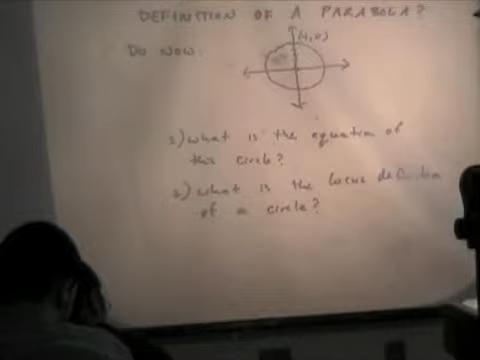 DEFINITION OF A PARABOLA?
DO NOW:
(4,0)
1) what is the equation of
this circle?
2) what is the locus definition
of a circle?